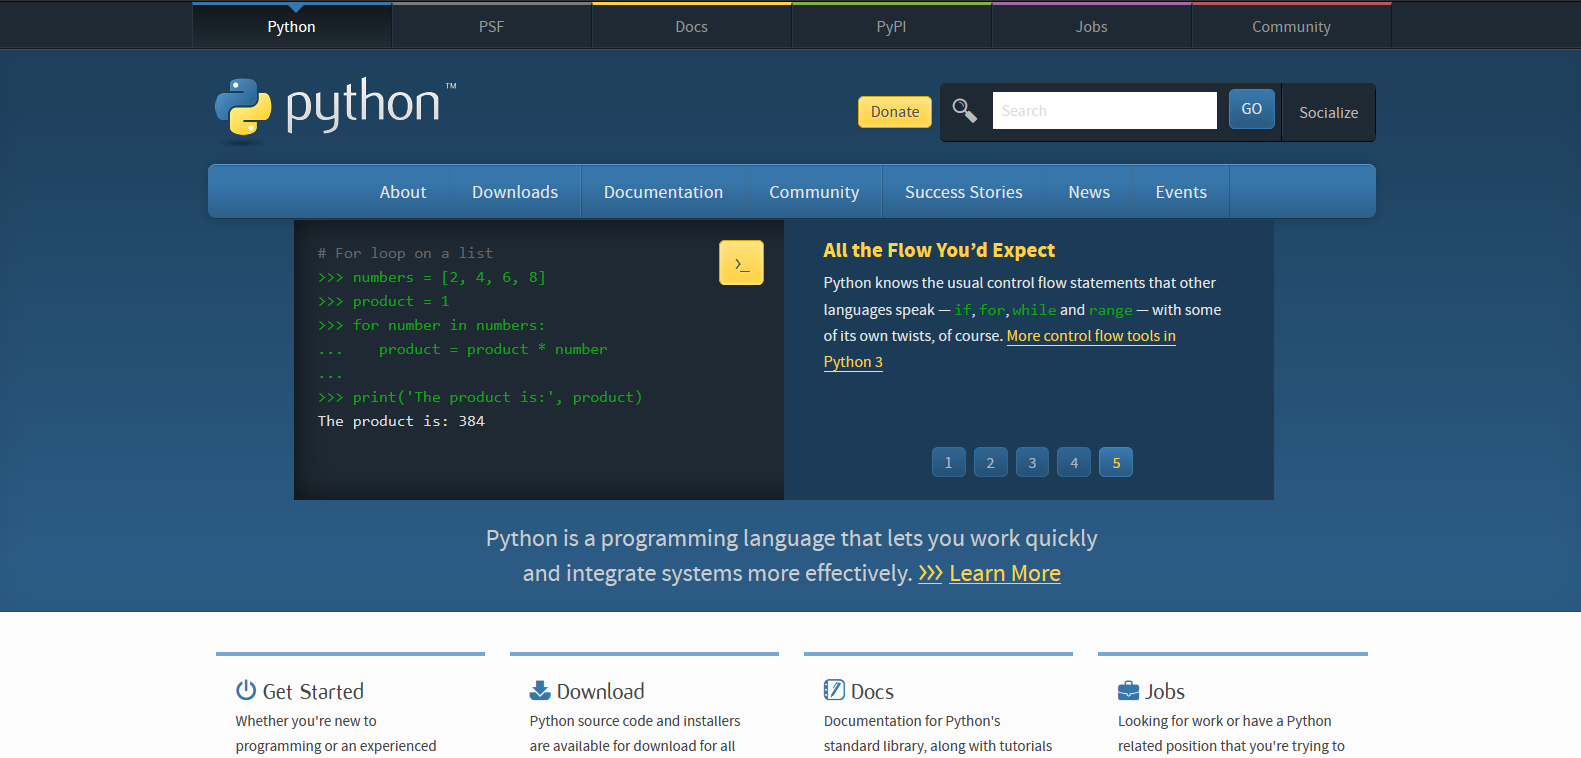 Python PSF Docs PyPI Jobs Community
python™
Donate Search GO Socialize
About Downloads Documentation Community Success Stories News Events
# For loop on a list
>>> numbers = [2, 4, 6, 8]
>>> product = 1
>>> for number in numbers:
...    product = product * number
...
>>> print('The product is:', product)
The product is: 384
>_
All the Flow You’d Expect
Python knows the usual control flow statements that other
languages speak — if, for, while and range — with some
of its own twists, of course. More control flow tools in
Python 3
1 2 3 4 5
Python is a programming language that lets you work quickly
and integrate systems more effectively. >>> Learn More
Get Started
Whether you're new to
programming or an experienced
Download
Python source code and installers
are available for download for all
Docs
Documentation for Python's
standard library, along with tutorials
Jobs
Looking for work or have a Python
related position that you're trying to